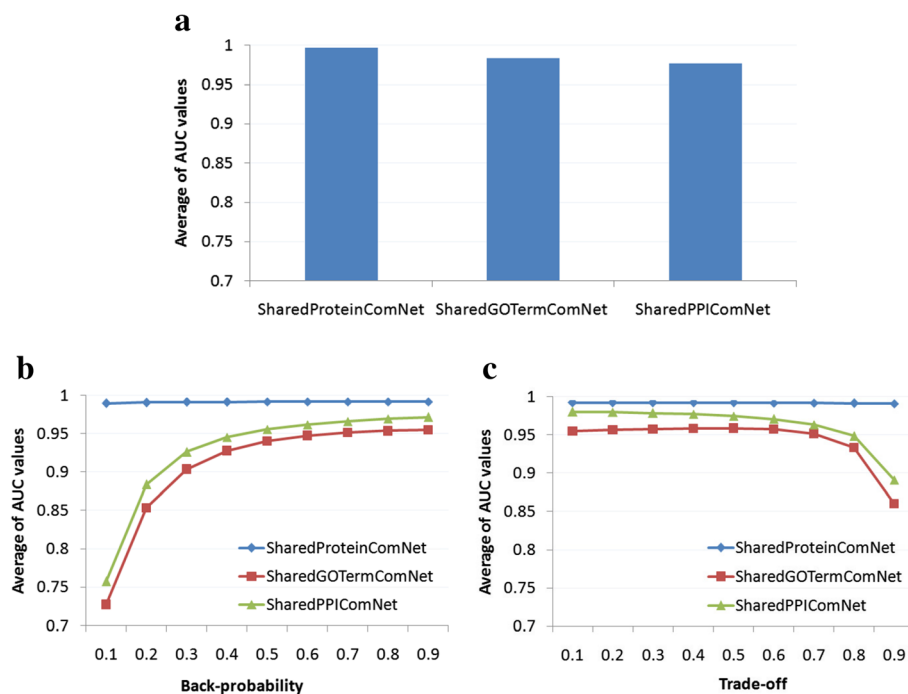 a
Average of AUC values
1
0.95
0.9
0.85
0.8
0.75
0.7
SharedProteinComNet
SharedGOTermComNet
SharedPPIComNet
b
Average of AUC values
1
0.95
0.9
0.85
0.8
0.75
0.7
SharedProteinComNet
SharedGOTermComNet
SharedPPIComNet
0.1 0.2 0.3 0.4 0.5 0.6 0.7 0.8 0.9
Back-probability
c
Average of AUC values
1
0.95
0.9
0.85
0.8
0.75
0.7
SharedProteinComNet
SharedGOTermComNet
SharedPPIComNet
0.1 0.2 0.3 0.4 0.5 0.6 0.7 0.8 0.9
Trade-off